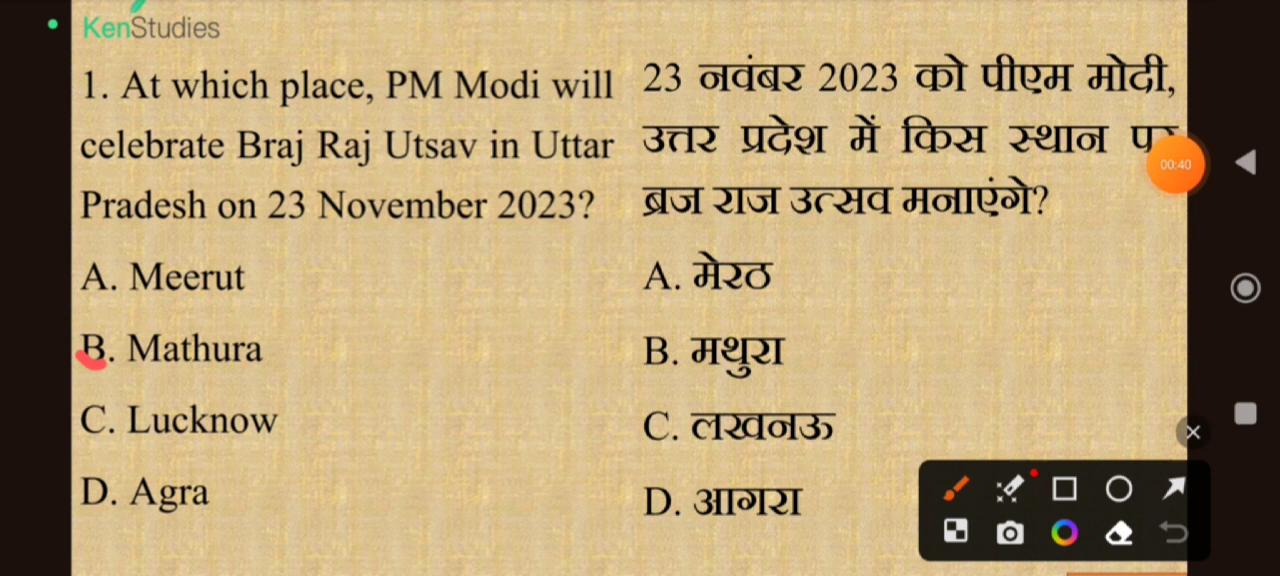 KenStudies
1. At which place, PM Modi will
celebrate Braj Raj Utsav in Uttar
Pradesh on 23 November 2023?
A. Meerut
B. Mathura
C. Lucknow
D. Agra
23 नवंबर 2023 को पीएम मोदी,
उत्तर प्रदेश में किस स्थान पर
ब्रज राज उत्सव मनाएंगे?
A. मेरठ
B. मथुरा
C. लखनऊ
D. आगरा
00:40